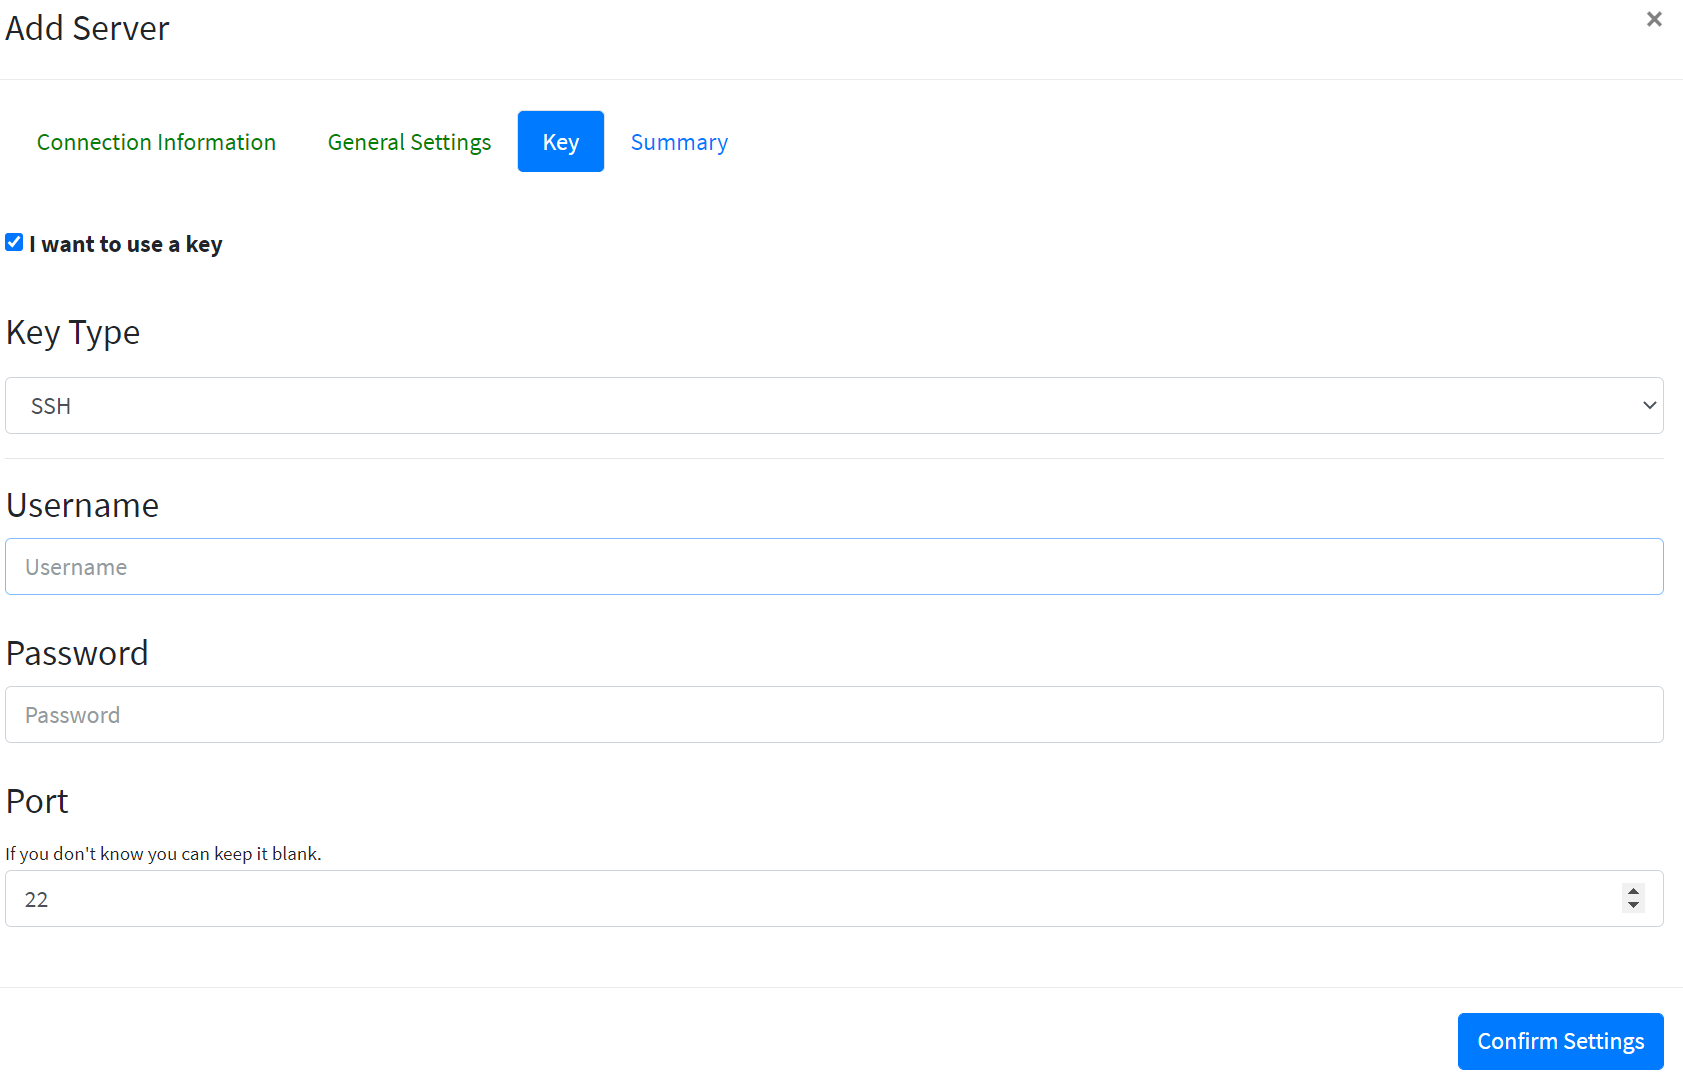 Add Server
×
Connection Information General Settings Key Summary
I want to use a key
Key Type
SSH
Username
Username
Password
Password
Port
If you don't know you can keep it blank.
22
Confirm Settings